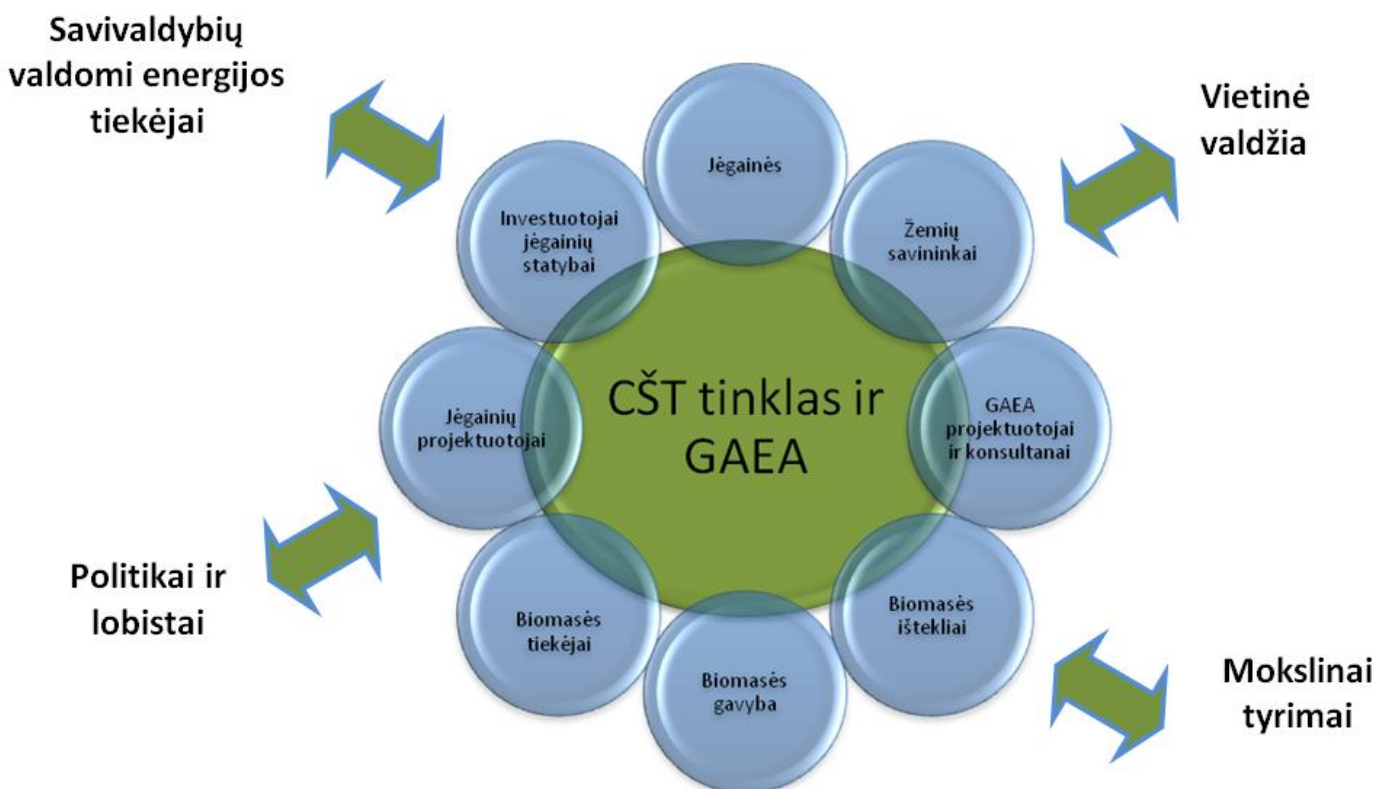 Savivaldybių
valdomi energijos
tiekėjai
Vietinė
valdžia
Jėgainės
Investuotojai
jėgainių
statybai
Žemių
savininkai
Jėgainių
projektuotojai
CŠT tinklas ir
GAEA
GAEA
projektuotojai
ir konsultanai
Politikai ir
lobistai
Biomasės
tiekėjai
Biomasės
gavyba
Biomasės
ištekliai
Mokslinai
tyrimai